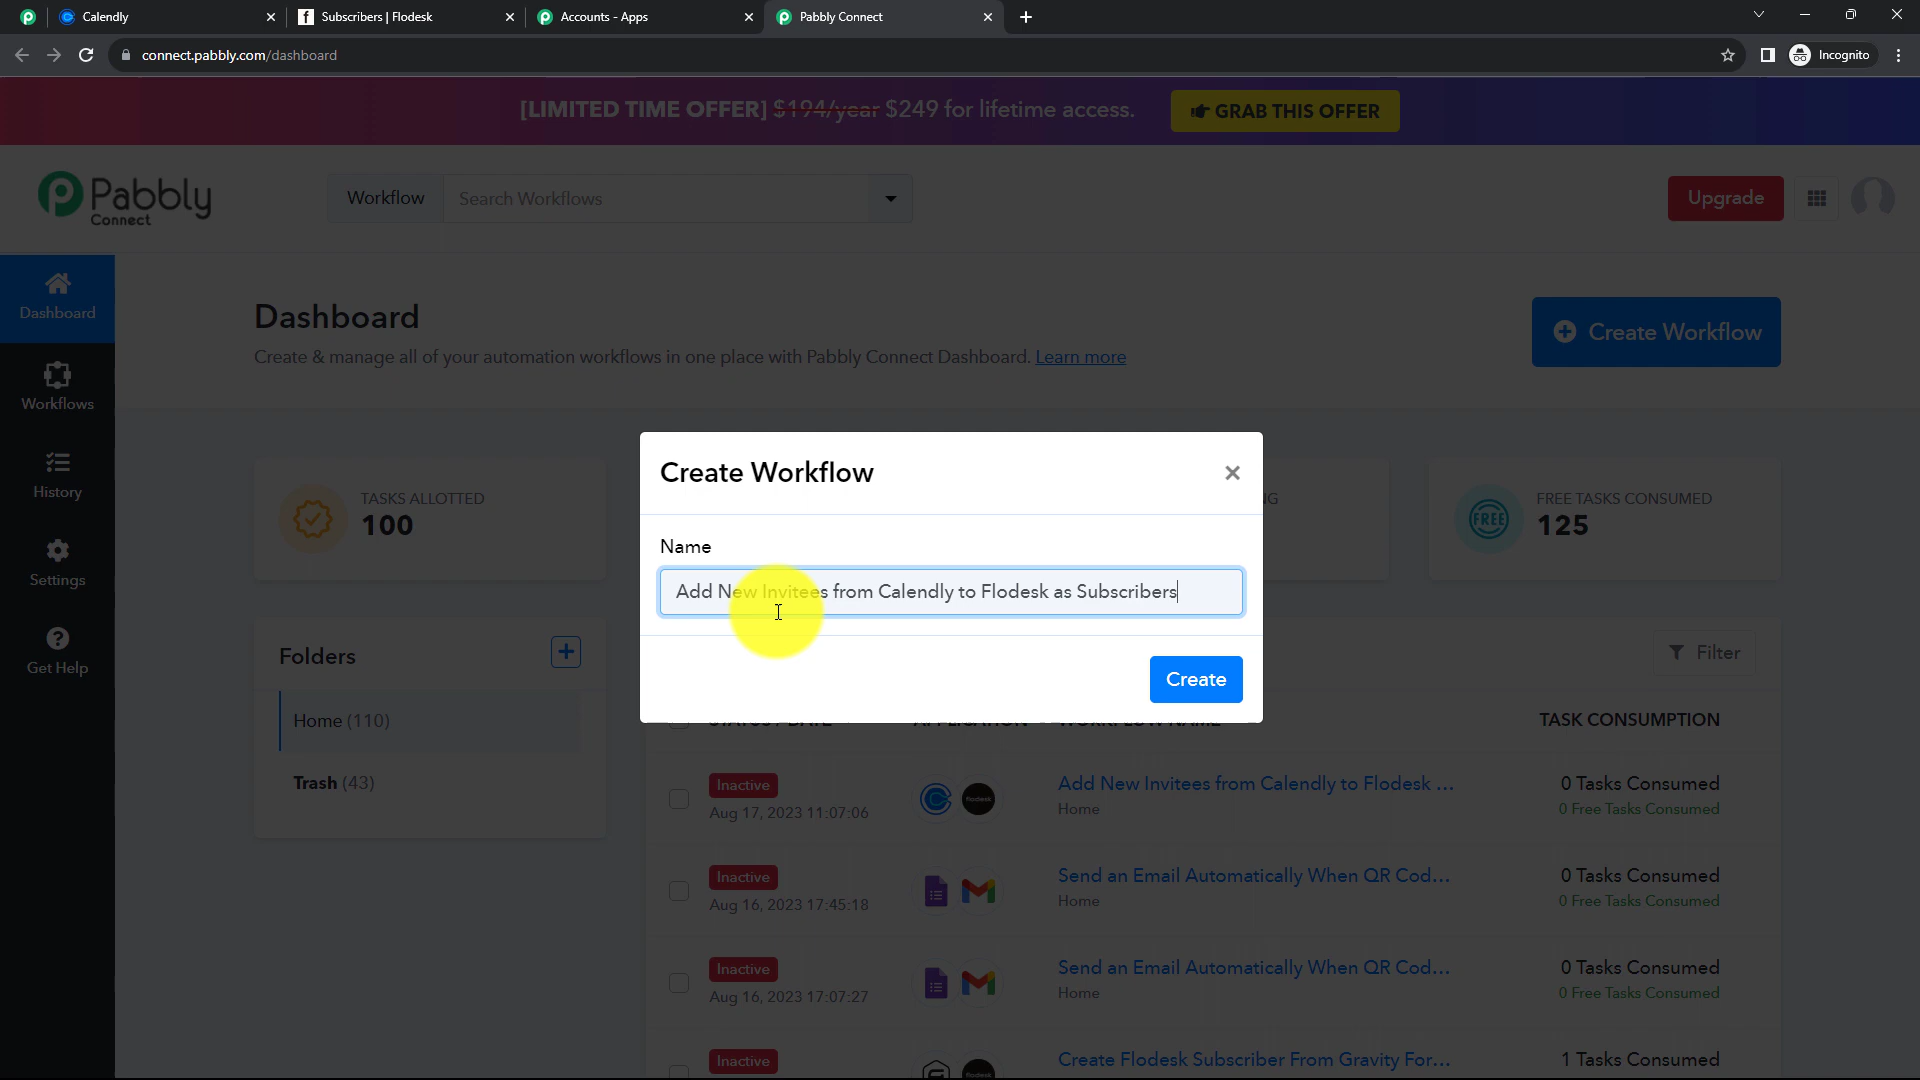 Calendly
Subscribers | Flodesk
Accounts - Apps
Pabbly Connect
connect.pabbly.com/dashboard
Incognito
[LIMITED TIME OFFER] $194/year $249 for lifetime access.
GRAB THIS OFFER
Pabbly
Connect
Workflow
Search Workflows
Upgrade
Dashboard
Workflows
History
Settings
Get Help
Dashboard
Create & manage all of your automation workflows in one place with Pabbly Connect Dashboard. Learn more
Create Workflow
TASKS ALLOTTED
100
FREE
FREE TASKS CONSUMED
125
Create Workflow
Name
Add New Invitees from Calendly to Flodesk as Subscribers
Create
Folders
Home (110)
Trash (43)
Filter
TASK CONSUMPTION
Inactive
Aug 17, 2023 11:07:06
Add New Invitees from Calendly to Flodesk ...
Home
0 Tasks Consumed
0 Free Tasks Consumed
Inactive
Aug 16, 2023 17:45:18
Send an Email Automatically When QR Cod...
Home
0 Tasks Consumed
0 Free Tasks Consumed
Inactive
Aug 16, 2023 17:07:27
Send an Email Automatically When QR Cod...
Home
0 Tasks Consumed
0 Free Tasks Consumed
Inactive
Create Flodesk Subscriber From Gravity For...
1 Tasks Consumed